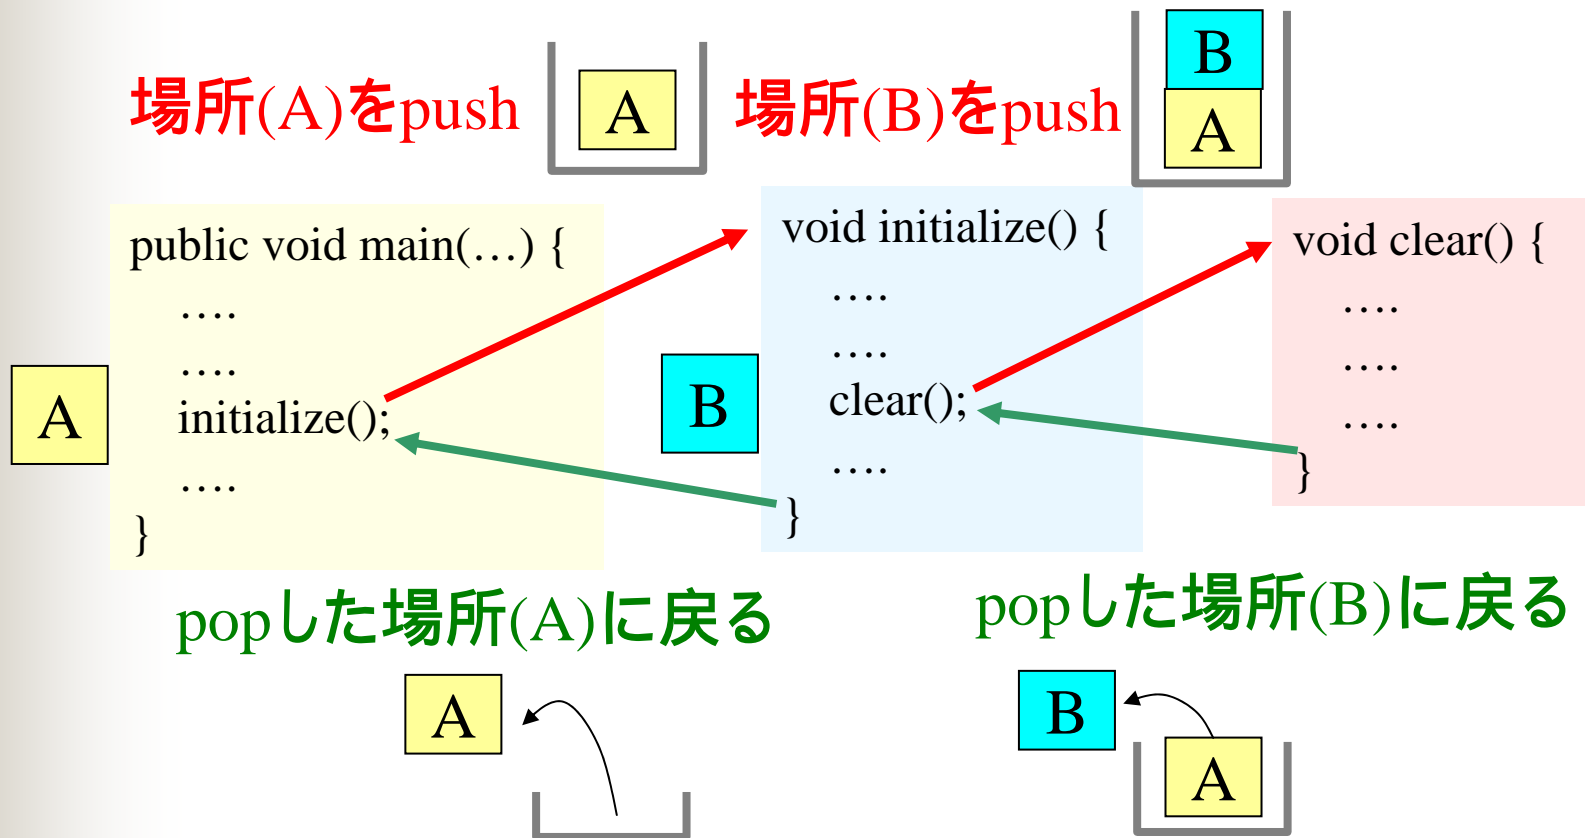 場所(A)をpush
A
場所(B)をpush
B
A
public void main(…) {
….
….
initialize();
….
}
A
void initialize() {
….
….
clear();
….
}
B
void clear() {
….
….
….
}
popした場所(A)に戻る
A
popした場所(B)に戻る
B
A